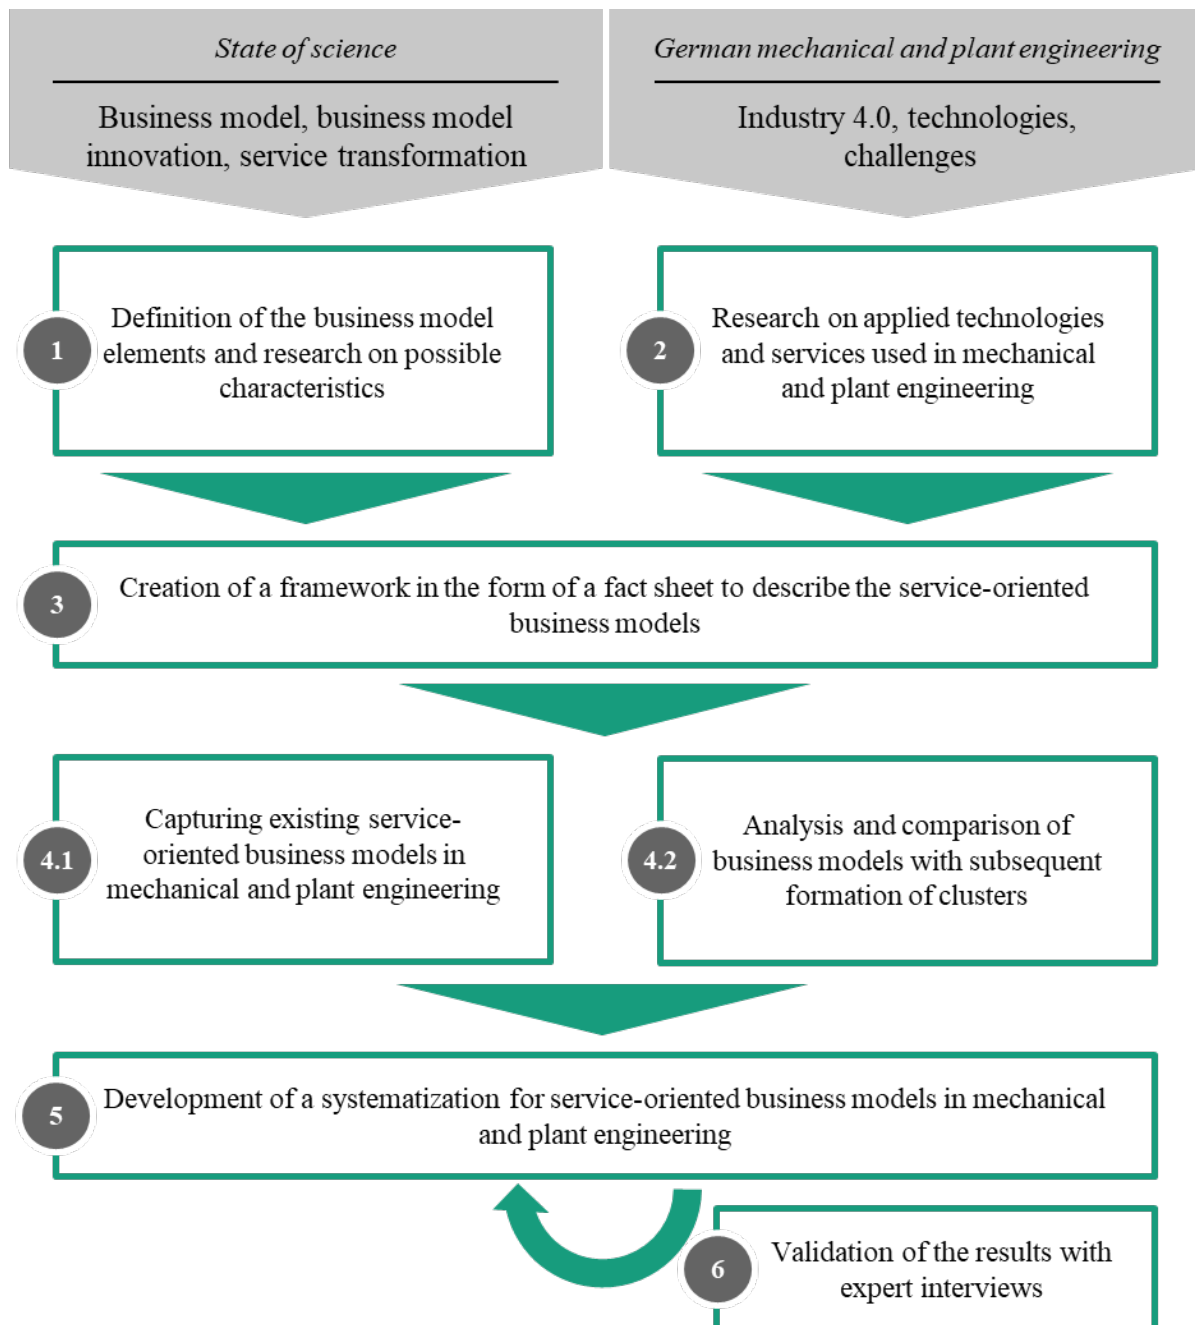 State of science
Business model, business model
innovation, service transformation
German mechanical and plant engineering
Industry 4.0, technologies,
challenges
1
Definition of the business model
elements and research on possible
characteristics
2
Research on applied technologies
and services used in mechanical
and plant engineering
3
Creation of a framework in the form of a fact sheet to describe the service-oriented
business models
4.1
Capturing existing service-
oriented business models in
mechanical and plant engineering
4.2
Analysis and comparison of
business models with subsequent
formation of clusters
5
Development of a systematization for service-oriented business models in mechanical
and plant engineering
6
Validation of the results with
expert interviews